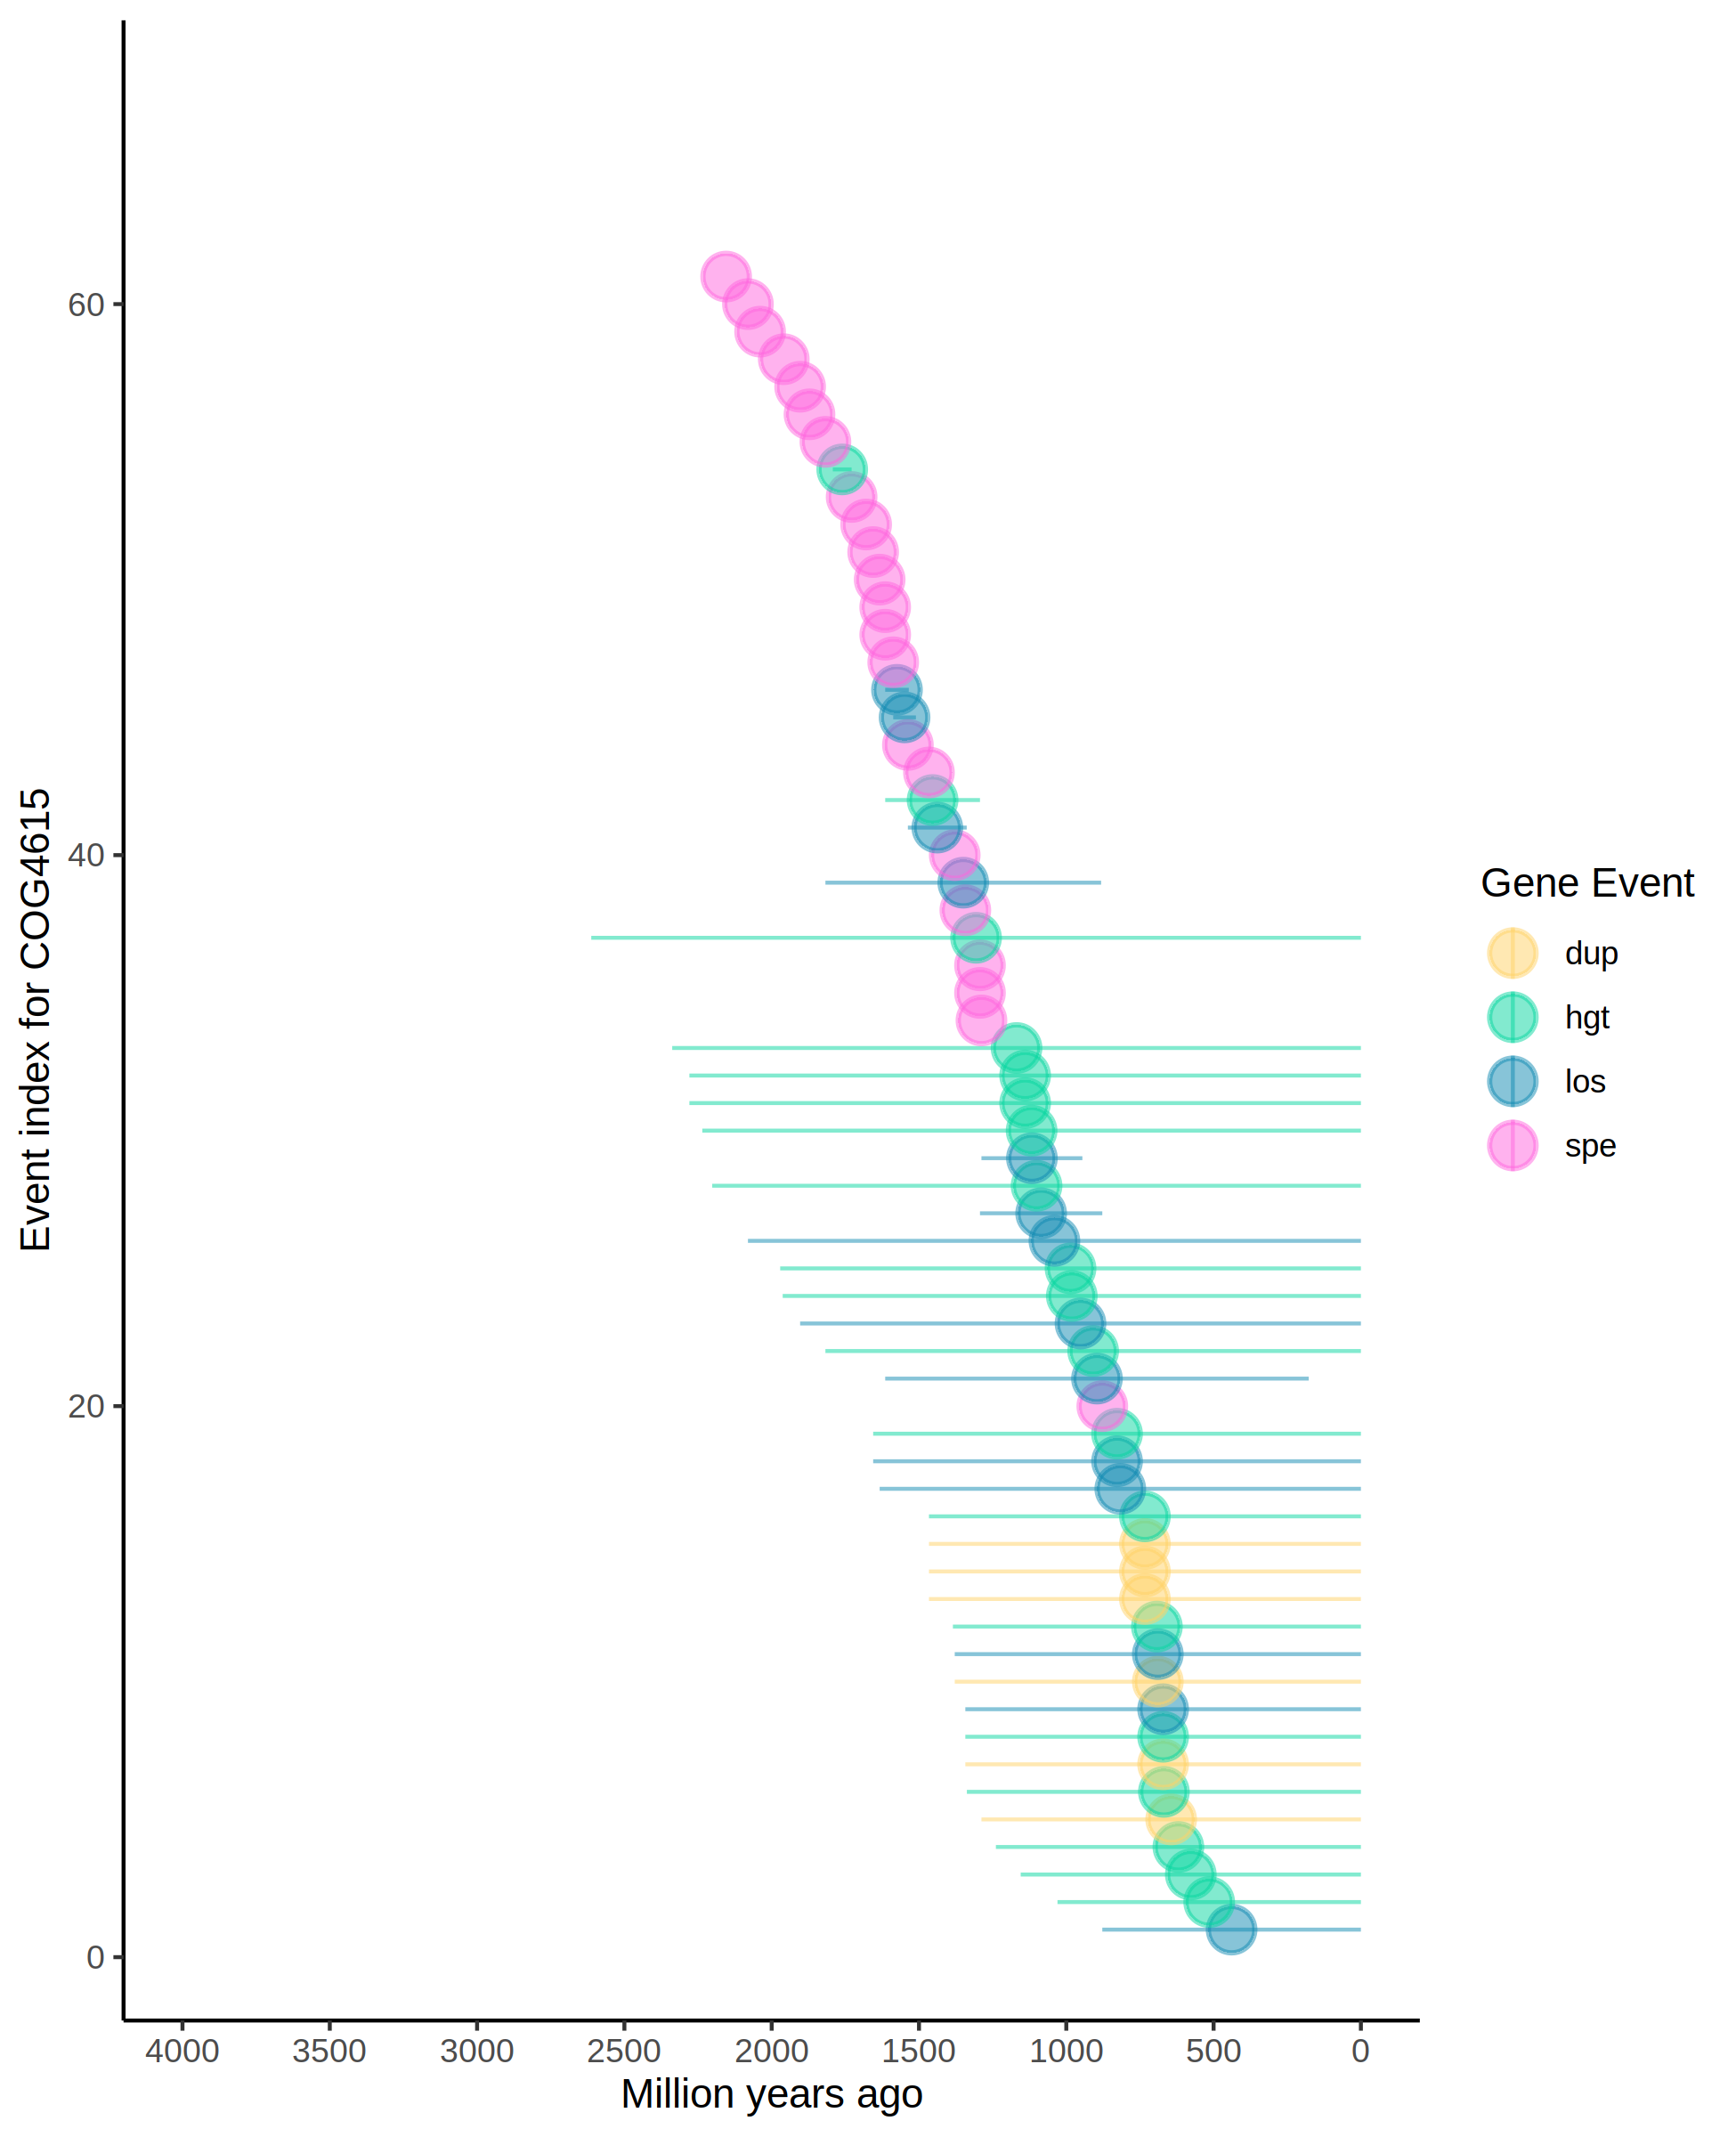 Event index for COG4615
60
40
20
0
4000 3500 3000 2500 2000 1500 1000 500 0
Million years ago
Gene Event
dup
hgt
los
spe